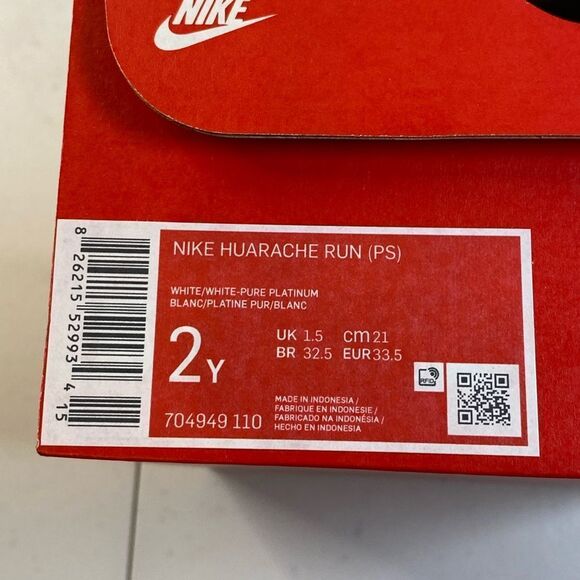 NIKE
NIKE HUARACHE RUN (PS)
WHITE/WHITE-PURE PLATINUM
BLANC/PLATINE PUR/BLANC
2Y
UK 1.5 cm 21
BR 32.5 EUR 33.5
RFID
704949 110
MADE IN INDONESIA /
FABRIQUE EN INDONESIE /
FABRICADO NA INDONÉSIA /
HECHO EN INDONESIA
8 26215 52993 4 15